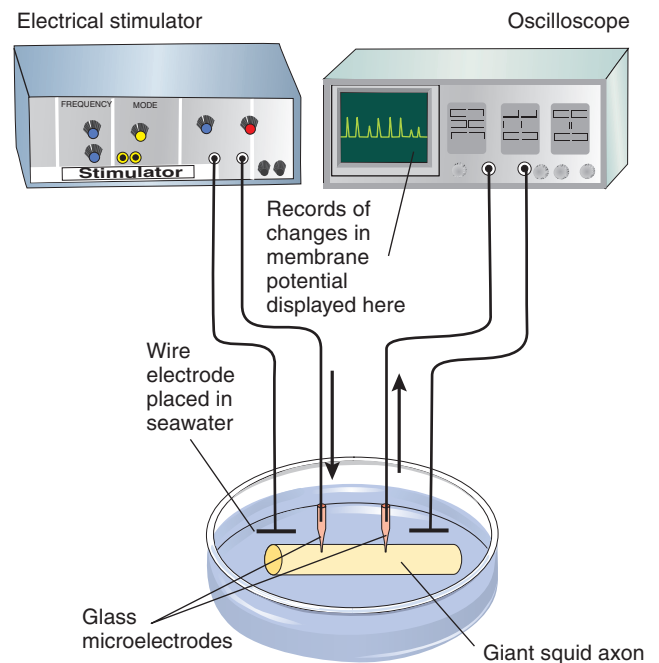 Electrical stimulator
Oscilloscope
FREQUENCY
MODE
Stimulator
Records of
changes in
membrane
potential
displayed here
Wire
electrode
placed in
seawater
Glass
microelectrodes
Giant squid axon